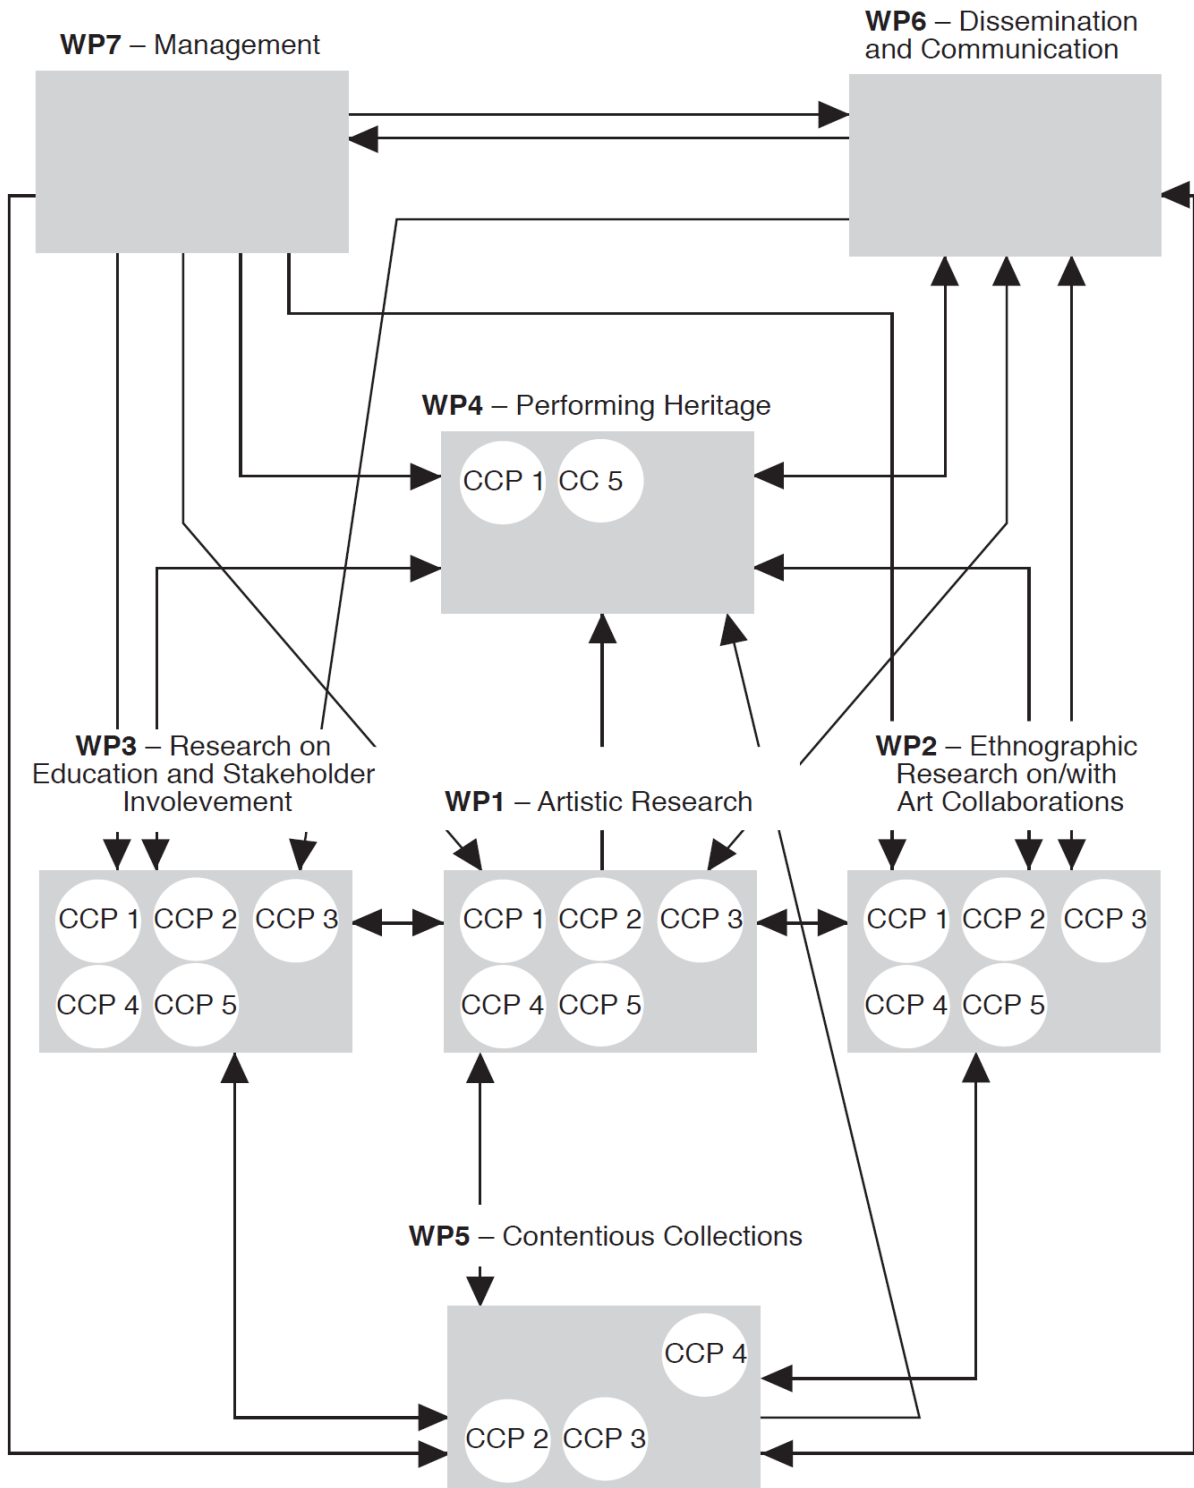 WP7 – Management
WP6 – Dissemination
and Communication
WP4 – Performing Heritage
CCP 1
CC 5
WP3 – Research on
Education and Stakeholder
Involevement
WP1 – Artistic Research
WP2 – Ethnographic
Research on/with
Art Collaborations
CCP 1
CCP 2
CCP 3
CCP 4
CCP 5
CCP 1
CCP 2
CCP 3
CCP 4
CCP 5
CCP 1
CCP 2
CCP 3
CCP 4
CCP 5
WP5 – Contentious Collections
CCP 4
CCP 2
CCP 3